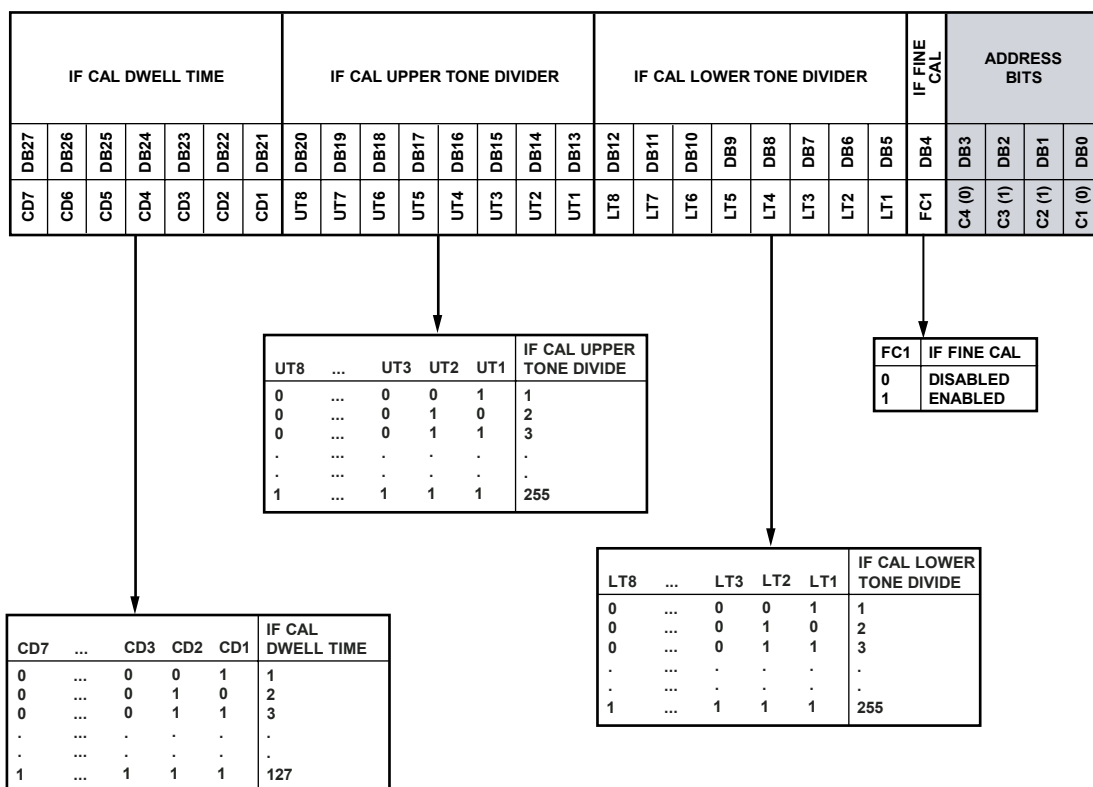 IF CAL DWELL TIME
IF CAL UPPER TONE DIVIDER
IF CAL LOWER TONE DIVIDER
IF FINE
CAL
ADDRESS
BITS
DB27 DB26 DB25 DB24 DB23 DB22 DB21 DB20 DB19 DB18 DB17 DB16 DB15 DB14 DB13 DB12 DB11 DB10 DB9 DB8 DB7 DB6 DB5 DB4 DB3 DB2 DB1 DB0
CD7 CD6 CD5 CD4 CD3 CD2 CD1 UT8 UT7 UT6 UT5 UT4 UT3 UT2 UT1 LT8 LT7 LT6 LT5 LT4 LT3 LT2 LT1 FC1 C4 (0) C3 (1) C2 (1) C1 (0)
UT8 ... UT3 UT2 UT1 IF CAL UPPER
TONE DIVIDE
0 ... 0 0 1 1
0 ... 0 1 0 2
0 ... 0 1 1 3
. ... . . . .
. ... . . . .
1 ... 1 1 1 255
FC1 IF FINE CAL
0 DISABLED
1 ENABLED
LT8 ... LT3 LT2 LT1 IF CAL LOWER
TONE DIVIDE
0 ... 0 0 1 1
0 ... 0 1 0 2
0 ... 0 1 1 3
. ... . . . .
. ... . . . .
1 ... 1 1 1 255
CD7 ... CD3 CD2 CD1 IF CAL
DWELL TIME
0 ... 0 0 1 1
0 ... 0 1 0 2
0 ... 0 1 1 3
. ... . . . .
. ... . . . .
1 ... 1 1 1 127